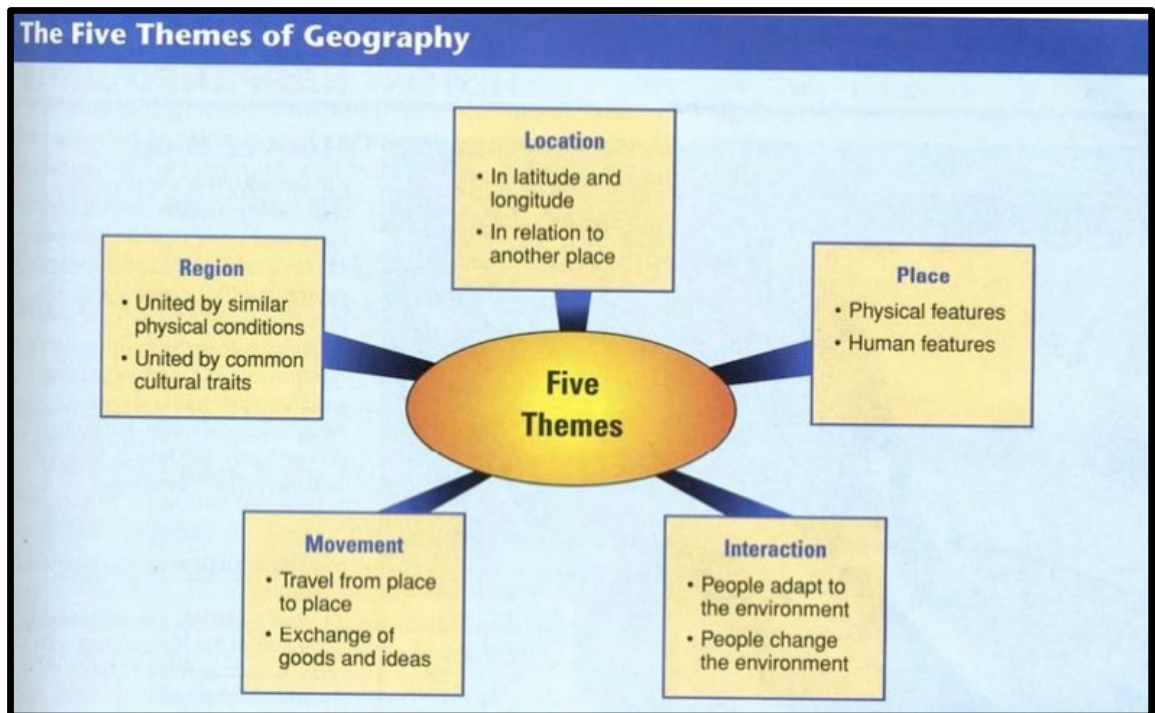 The Five Themes of Geography
Location
• In latitude and
longitude
• In relation to
another place
Region
• United by similar
physical conditions
• United by common
cultural traits
Place
• Physical features
• Human features
Five
Themes
Movement
• Travel from place
to place
• Exchange of
goods and ideas
Interaction
• People adapt to
the environment
• People change
the environment